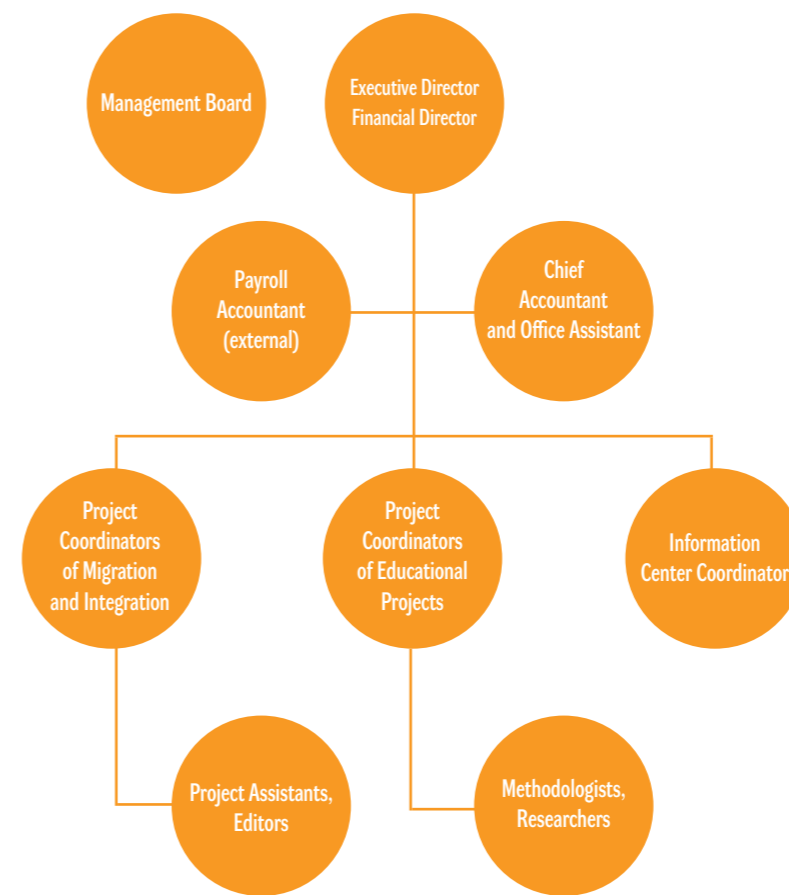 Management Board
Executive Director
Financial Director
Payroll
Accountant
(external)
Chief
Accountant
and Office Assistant
Project
Coordinators
of Migration
and Integration
Project
Coordinators
of Educational
Projects
Information
Center Coordinator
Project Assistants,
Editors
Methodologists,
Researchers